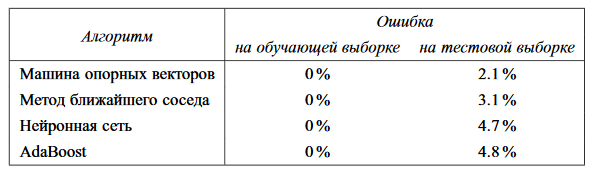 Алгоритм Ошибка
на обучающей выборке на тестовой выборке
Машина опорных векторов 0 % 2.1 %
Метод ближайшего соседа 0 % 3.1 %
Нейронная сеть 0 % 4.7 %
AdaBoost 0 % 4.8 %